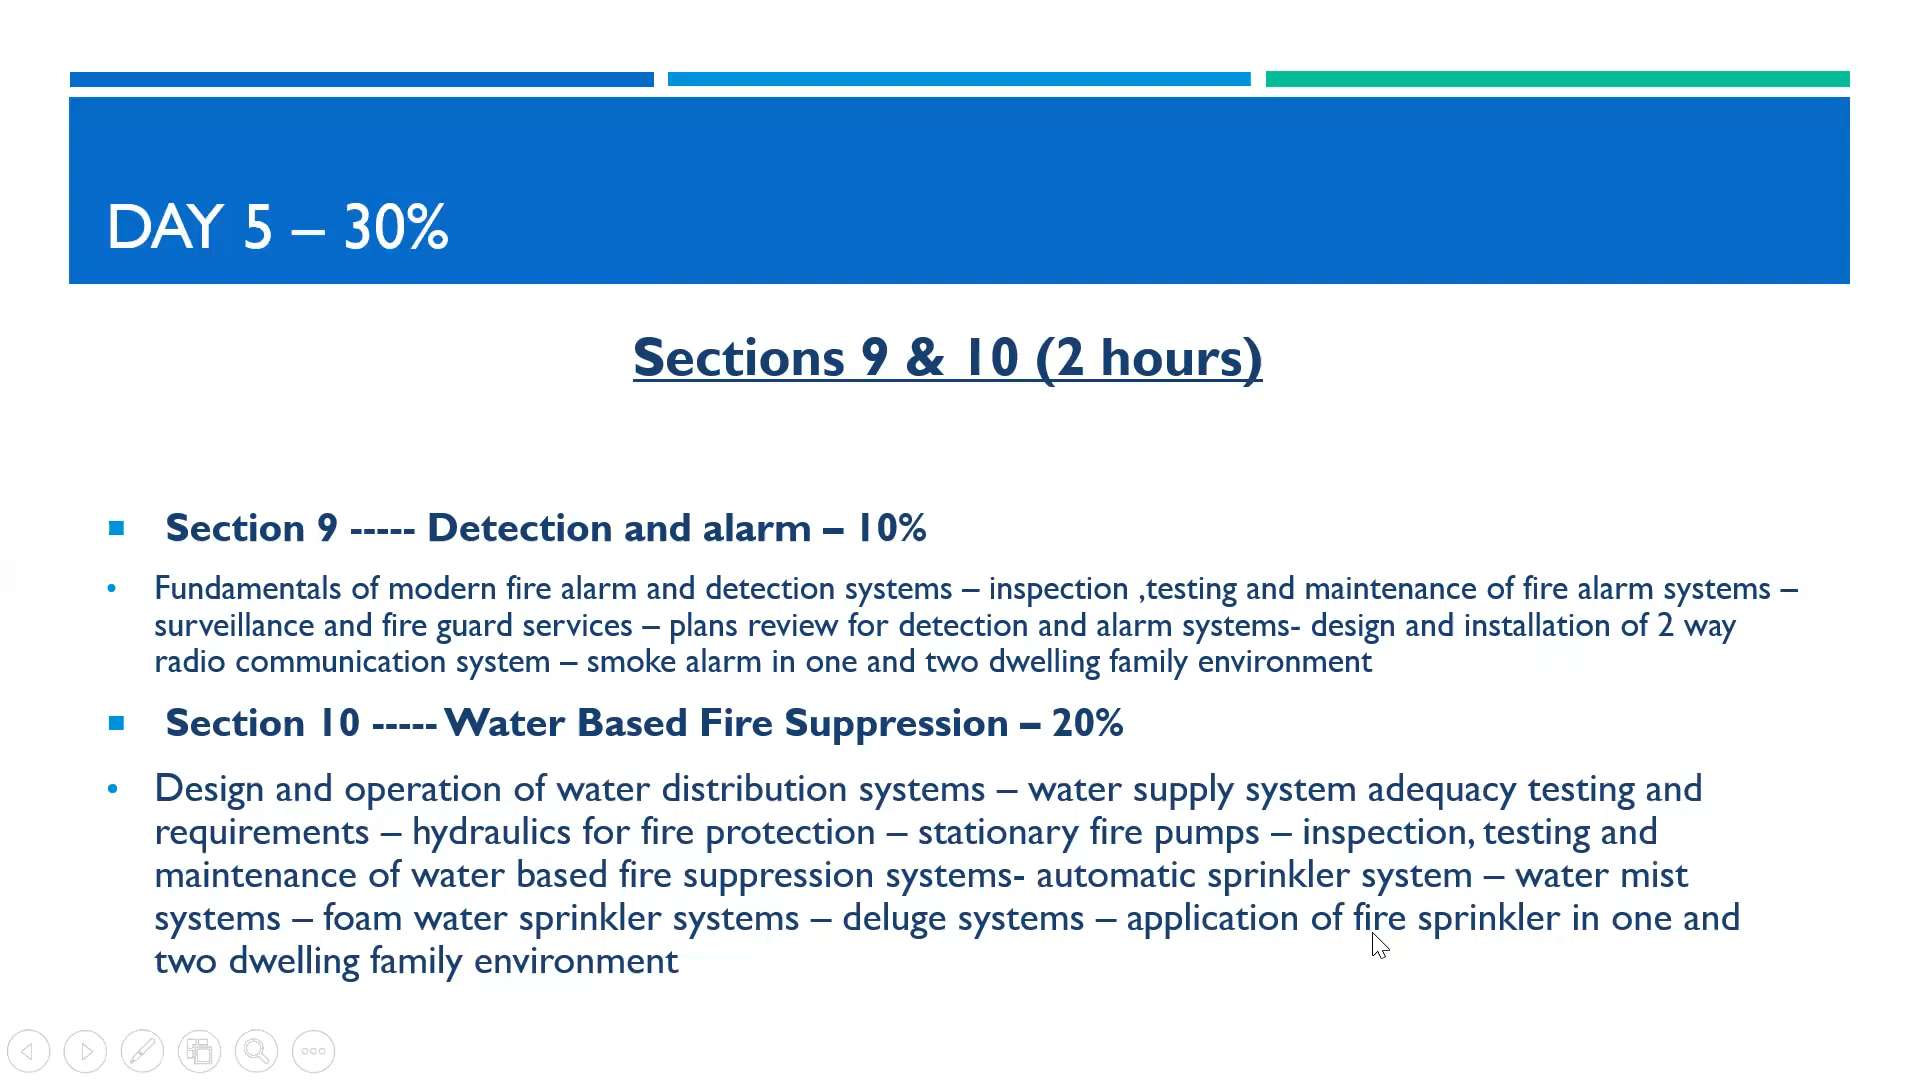 DAY 5 – 30%
Sections 9 & 10 (2 hours)
Section 9 ----- Detection and alarm – 10%
Fundamentals of modern fire alarm and detection systems – inspection ,testing and maintenance of fire alarm systems –
surveillance and fire guard services – plans review for detection and alarm systems- design and installation of 2 way
radio communication system – smoke alarm in one and two dwelling family environment
Section 10 ----- Water Based Fire Suppression – 20%
Design and operation of water distribution systems – water supply system adequacy testing and
requirements – hydraulics for fire protection – stationary fire pumps – inspection, testing and
maintenance of water based fire suppression systems- automatic sprinkler system – water mist
systems – foam water sprinkler systems – deluge systems – application of fire sprinkler in one and
two dwelling family environment